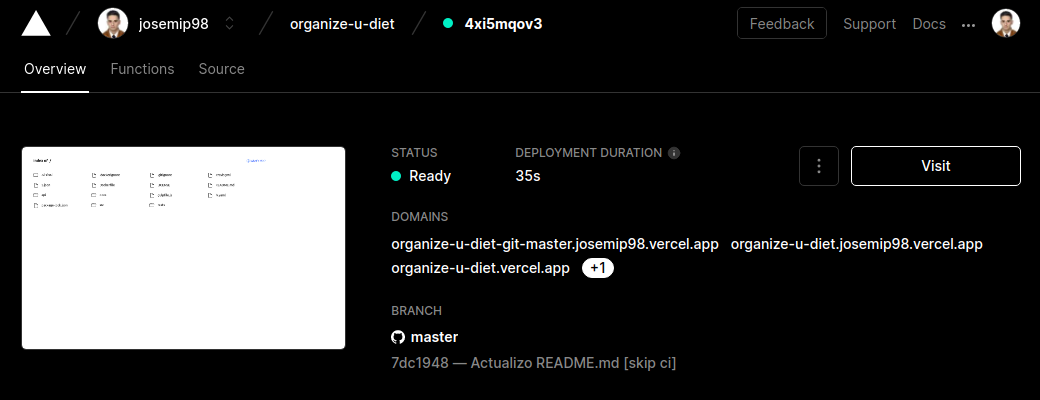 josemip98 organize-u-diet 4xi5mqov3 Feedback Support Docs
Overview Functions Source
STATUS DEPLOYMENT DURATION
Ready 35s Visit
DOMAINS
organize-u-diet-git-master.josemip98.vercel.app organize-u-diet.josemip98.vercel.app
organize-u-diet.vercel.app +1
BRANCH
master
7dc1948 — Actualizo README.md [skip ci]
Index of /